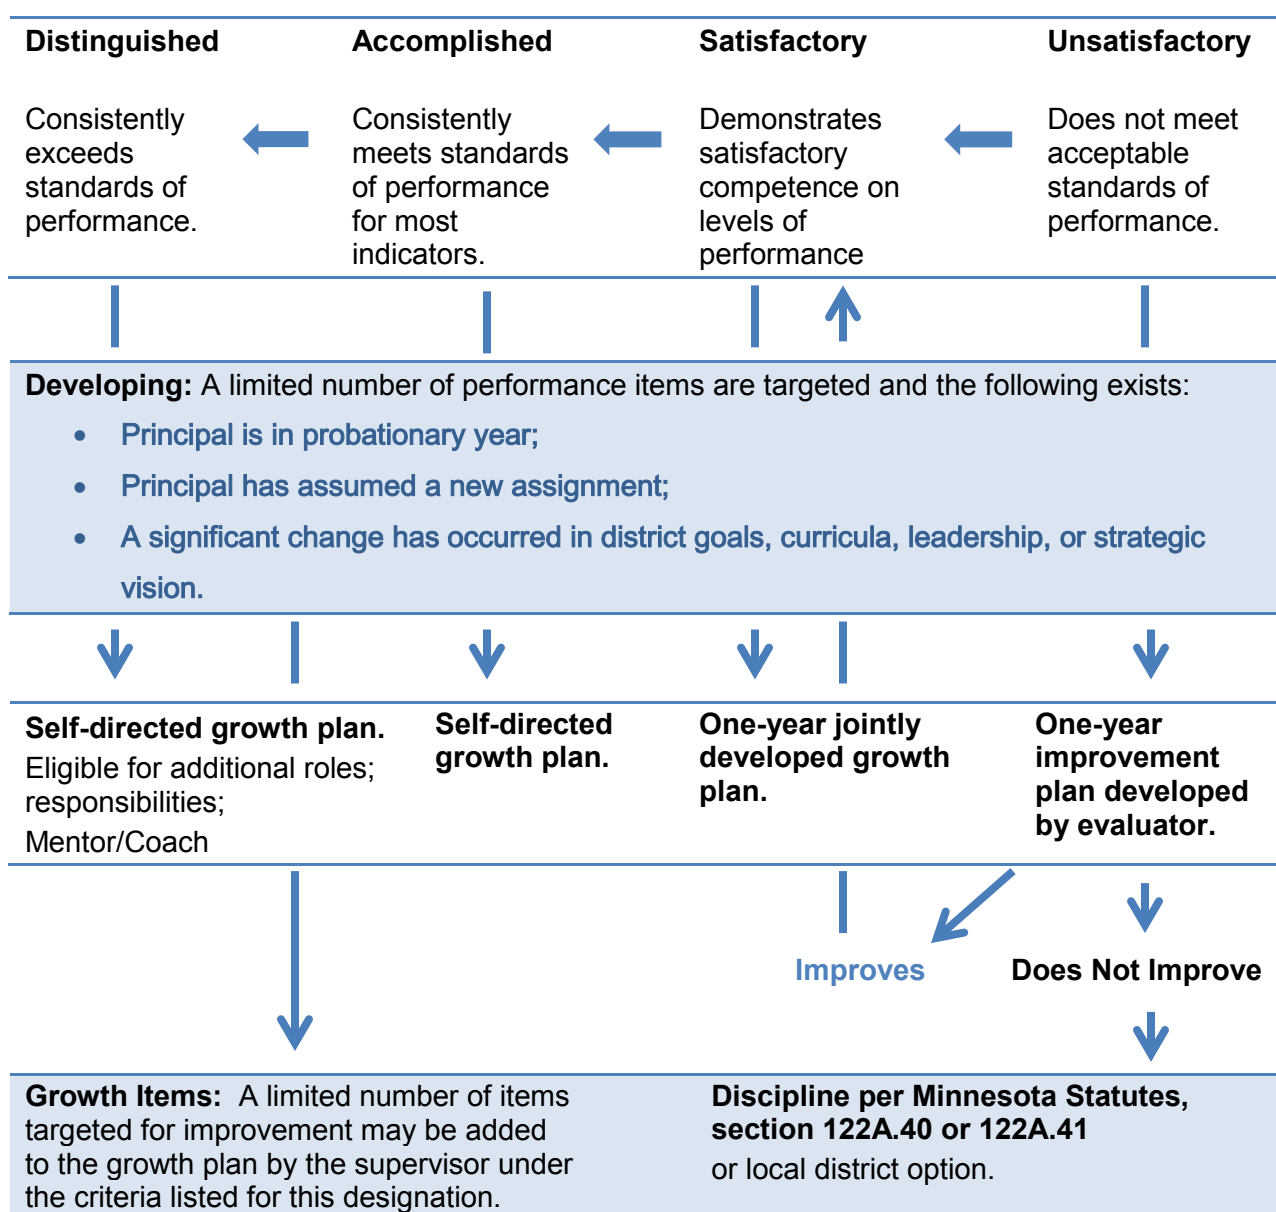 Distinguished
Accomplished
Satisfactory
Unsatisfactory
Consistently
exceeds
standards of
performance.
Consistently
meets standards
of performance
for most
indicators.
Demonstrates
satisfactory
competence on
levels of
performance
Does not meet
acceptable
standards of
performance.
Developing: A limited number of performance items are targeted and the following exists:
• Principal is in probationary year;
• Principal has assumed a new assignment;
• A significant change has occurred in district goals, curricula, leadership, or strategic
vision.
Self-directed growth plan.
Eligible for additional roles;
responsibilities;
Mentor/Coach
Self-directed
growth plan.
One-year jointly
developed growth
plan.
One-year
improvement
plan developed
by evaluator.
Improves
Does Not Improve
Growth Items: A limited number of items
targeted for improvement may be added
to the growth plan by the supervisor under
the criteria listed for this designation.
Discipline per Minnesota Statutes,
section 122A.40 or 122A.41
or local district option.